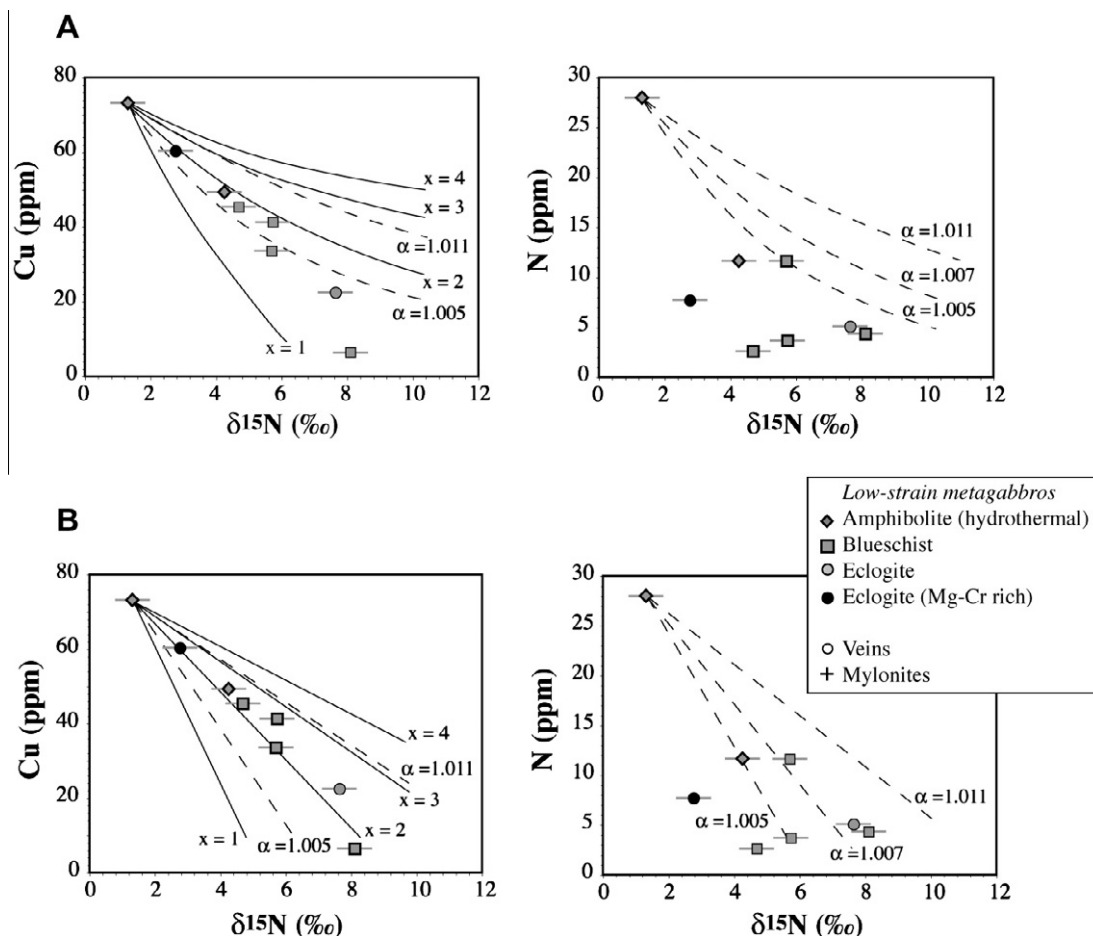 A
80
60
40
20
0
Cu (ppm)
x = 4
x = 3
α = 1.011
x = 2
α = 1.005
x = 1
0 2 4 6 8 10 12
δ15N (‰)
30
25
20
15
10
5
0
N (ppm)
α = 1.011
α = 1.007
α = 1.005
0 2 4 6 8 10 12
δ15N (‰)
B
80
60
40
20
0
Cu (ppm)
x = 4
α = 1.011
x = 3
x = 2
α = 1.005
x = 1
0 2 4 6 8 10 12
δ15N (‰)
30
25
20
15
10
5
0
N (ppm)
α = 1.011
α = 1.005
α = 1.007
0 2 4 6 8 10 12
δ15N (‰)
Low-strain metagabbros
Amphibolite (hydrothermal)
Blueschist
Eclogite
Eclogite (Mg-Cr rich)
Veins
Mylonites